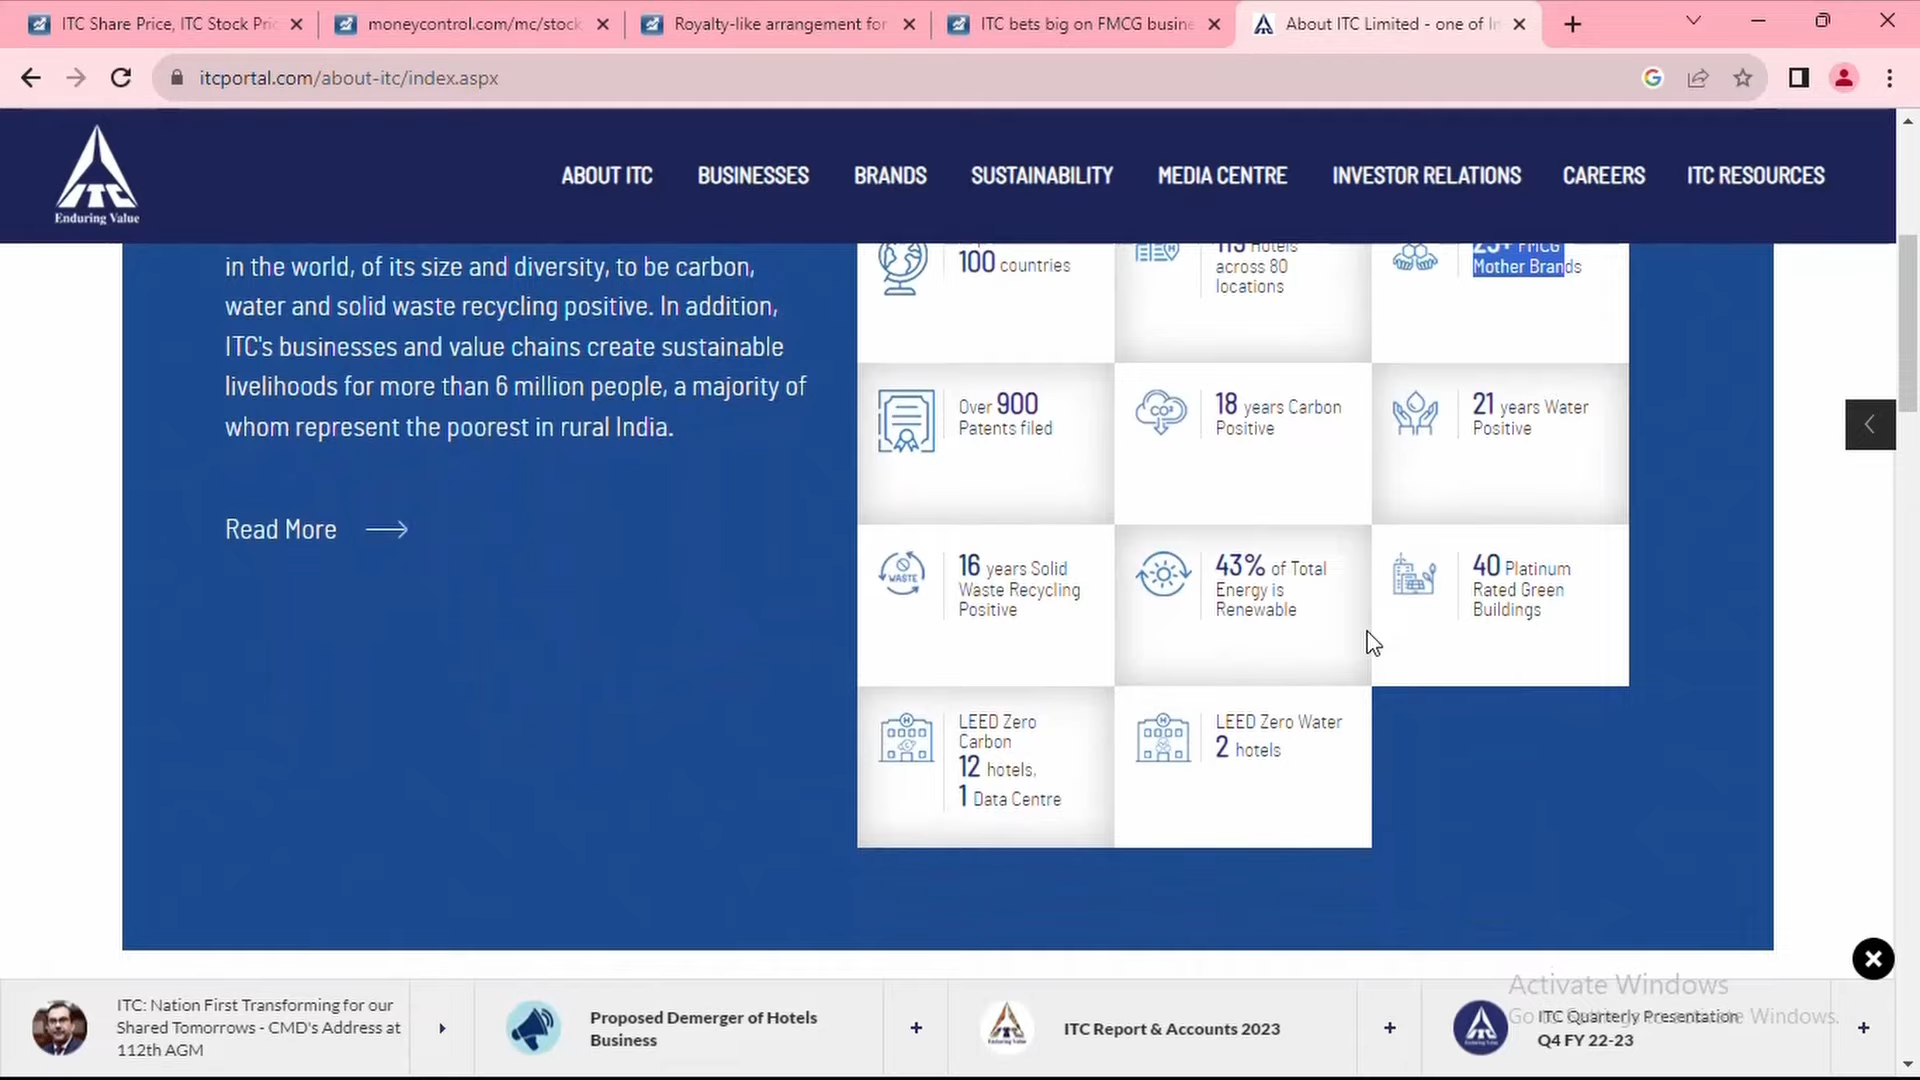 ITC Share Price, ITC Stock Pri
moneycontrol.com/mc/stock
Royalty-like arrangement for
ITC bets big on FMCG busine
About ITC Limited - one of In
itcportal.com/about-itc/index.aspx
ITC
Enduring Value
ABOUT ITC
BUSINESSES
BRANDS
SUSTAINABILITY
MEDIA CENTRE
INVESTOR RELATIONS
CAREERS
ITC RESOURCES
in the world, of its size and diversity, to be carbon,
water and solid waste recycling positive. In addition,
ITC's businesses and value chains create sustainable
livelihoods for more than 6 million people, a majority of
whom represent the poorest in rural India.
Read More
100 countries
Hotels
across 80
locations
25+ FMCG
Mother Brands
Over 900
Patents filed
CO²
18 years Carbon
Positive
21 years Water
Positive
WASTE
16 years Solid
Waste Recycling
Positive
43% of Total
Energy is
Renewable
40 Platinum
Rated Green
Buildings
LEED Zero
Carbon
12 hotels,
1 Data Centre
LEED Zero Water
2 hotels
Activate Windows
Go to Settings to activate Windows.
ITC: Nation First Transforming for our
Shared Tomorrows - CMD's Address at
112th AGM
Proposed Demerger of Hotels
Business
ITC Report & Accounts 2023
ITC Quarterly Presentation
Q4 FY 22-23